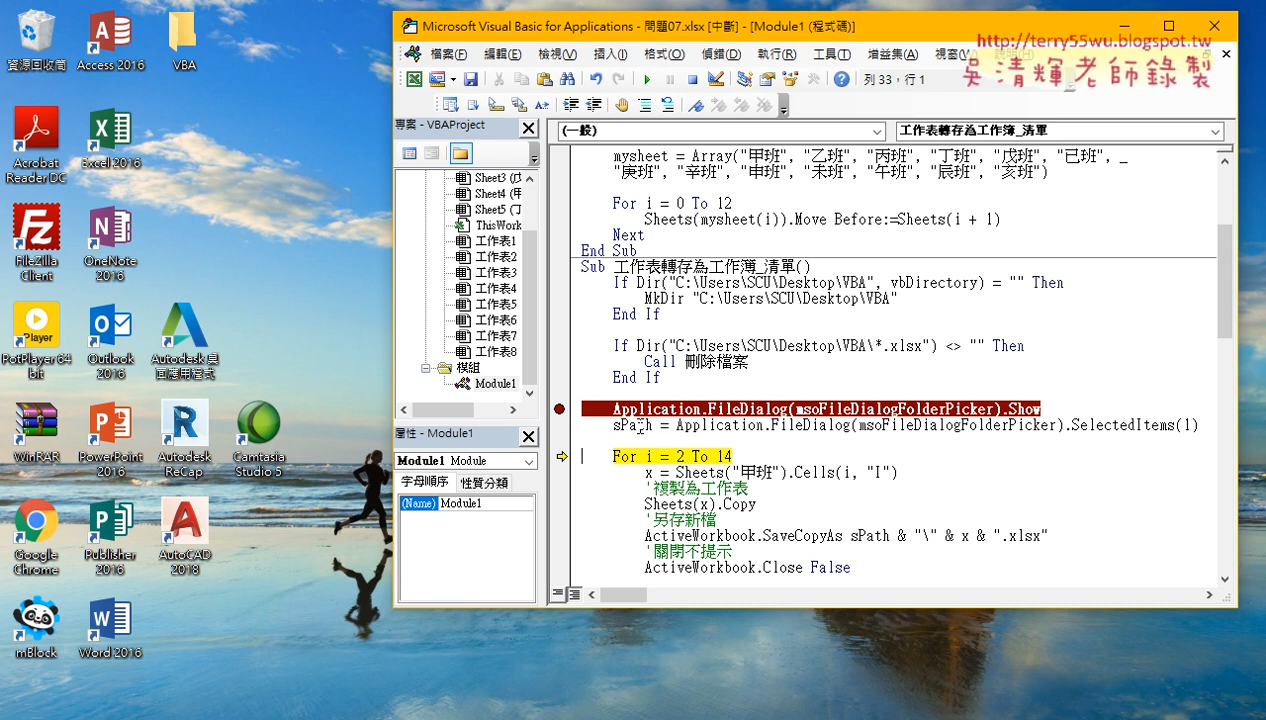 資源回收筒
Access 2016
VBA
Acrobat
Reader DC
Excel 2016
FileZilla
Client
OneNote
2016
Player
PotPlayer 64
bit
Outlook
2016
WinRAR
PowerPoint
2016
Autodesk
ReCap
Camtasia
Studio 5
Google
Chrome
Publisher
2016
AutoCAD
2018
mBlock
Word 2016
Microsoft Visual Basic for Applications - 問題07.xlsx [中斷] - [Module1 (程式碼)]
http://terry55wu.blogspot.tw
吳清輝老師錄製
檔案(F) 編輯(E) 檢視(V) 插入(I) 格式(O) 偵錯(D) 執行(R) 工具(T) 增益集(A) 視窗(W)
列 33，行 1
專案 - VBAProject
Sheet3 (戊
Sheet4 (甲
Sheet5 (丁
ThisWork
工作表1
工作表2
工作表3
工作表4
工作表5
工作表6
工作表7
工作表8
模組
Module1
屬性 - Module1
Module1 Module
字母順序 性質分類
(Name) Module1
(一般)
工作表轉存為工作簿_清單
mysheet = Array("甲班", "乙班", "丙班", "丁班", "戊班", "已班", _
"庚班", "辛班", "申班", "未班", "午班", "辰班", "亥班")
For i = 0 To 12
Sheets(mysheet(i)).Move Before:=Sheets(i + 1)
Next
End Sub
Sub 工作表轉存為工作簿_清單()
If Dir("C:\Users\SCU\Desktop\VBA", vbDirectory) = "" Then
MkDir "C:\Users\SCU\Desktop\VBA"
End If
If Dir("C:\Users\SCU\Desktop\VBA\*.xlsx") <> "" Then
Call 刪除檔案
End If
Application.FileDialog(msoFileDialogFolderPicker).Show
sPath = Application.FileDialog(msoFileDialogFolderPicker).SelectedItems(1)
For i = 2 To 14
x = Sheets("甲班").Cells(i, "I")
'複製為工作表
Sheets(x).Copy
'另存新檔
ActiveWorkbook.SaveCopyAs sPath & "\" & x & ".xlsx"
'關閉不提示
ActiveWorkbook.Close False